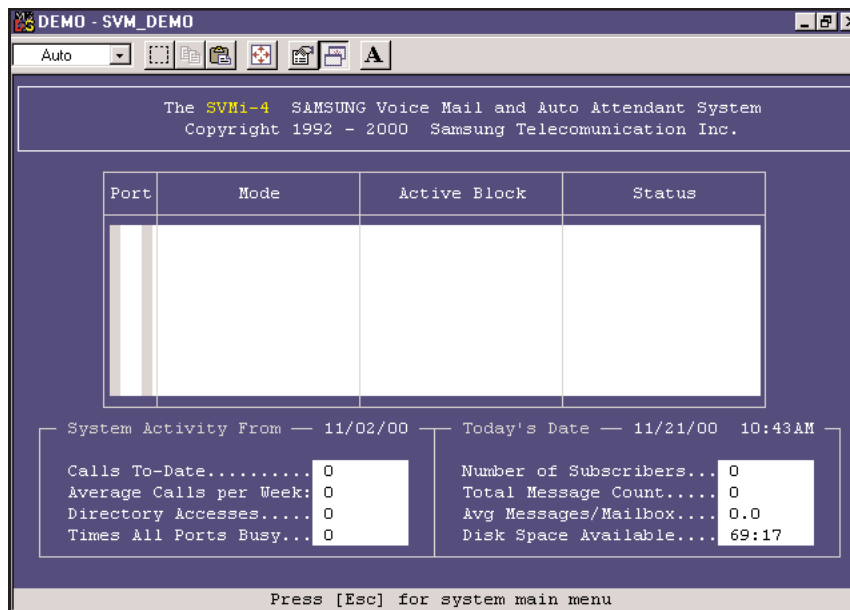 DEMO - SVM_DEMO
Auto
A
The SVMi-4 SAMSUNG Voice Mail and Auto Attendant System
Copyright 1992 - 2000 Samsung Telecomunication Inc.
Port Mode Active Block Status
System Activity From — 11/02/00 Today's Date — 11/21/00 10:43AM
Calls To-Date.......... 0 Number of Subscribers... 0
Average Calls per Week: 0 Total Message Count..... 0
Directory Accesses..... 0 Avg Messages/Mailbox.... 0.0
Times All Ports Busy... 0 Disk Space Available.... 69:17
Press [Esc] for system main menu